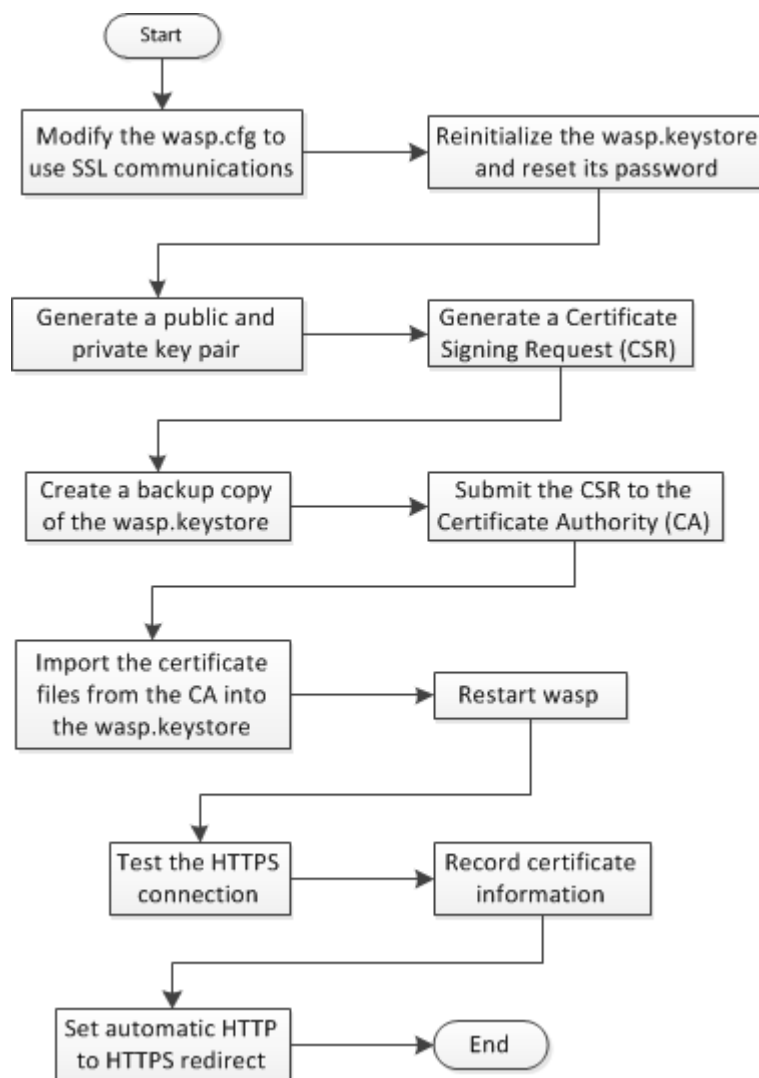 Start
Modify the wasp.cfg to
use SSL communications
Reinitialize the wasp.keystore
and reset its password
Generate a public and
private key pair
Generate a Certificate
Signing Request (CSR)
Create a backup copy
of the wasp.keystore
Submit the CSR to the
Certificate Authority (CA)
Import the certificate
files from the CA into
the wasp.keystore
Restart wasp
Test the HTTPS
connection
Record certificate
information
Set automatic HTTP
to HTTPS redirect
End